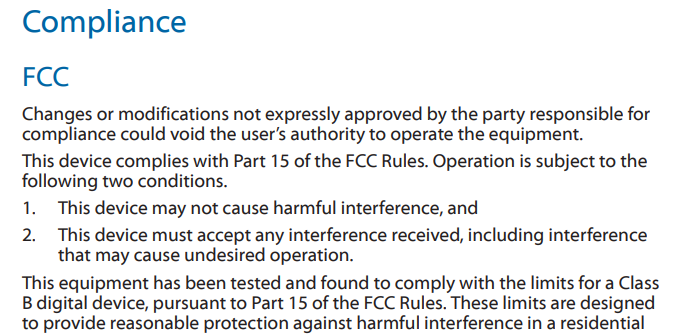 Compliance
FCC
Changes or modifications not expressly approved by the party responsible for
compliance could void the user’s authority to operate the equipment.
This device complies with Part 15 of the FCC Rules. Operation is subject to the
following two conditions.
1. This device may not cause harmful interference, and
2. This device must accept any interference received, including interference
that may cause undesired operation.
This equipment has been tested and found to comply with the limits for a Class
B digital device, pursuant to Part 15 of the FCC Rules. These limits are designed
to provide reasonable protection against harmful interference in a residential